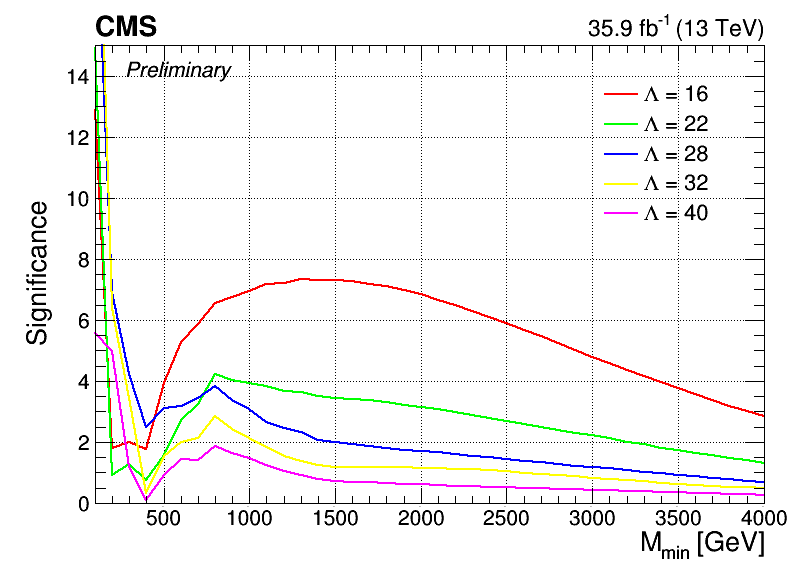 CMS
35.9 fb⁻¹ (13 TeV)
Preliminary
Λ = 16
Λ = 22
Λ = 28
Λ = 32
Λ = 40
Significance
14
12
10
8
6
4
2
0
500 1000 1500 2000 2500 3000 3500 4000
M_min [GeV]